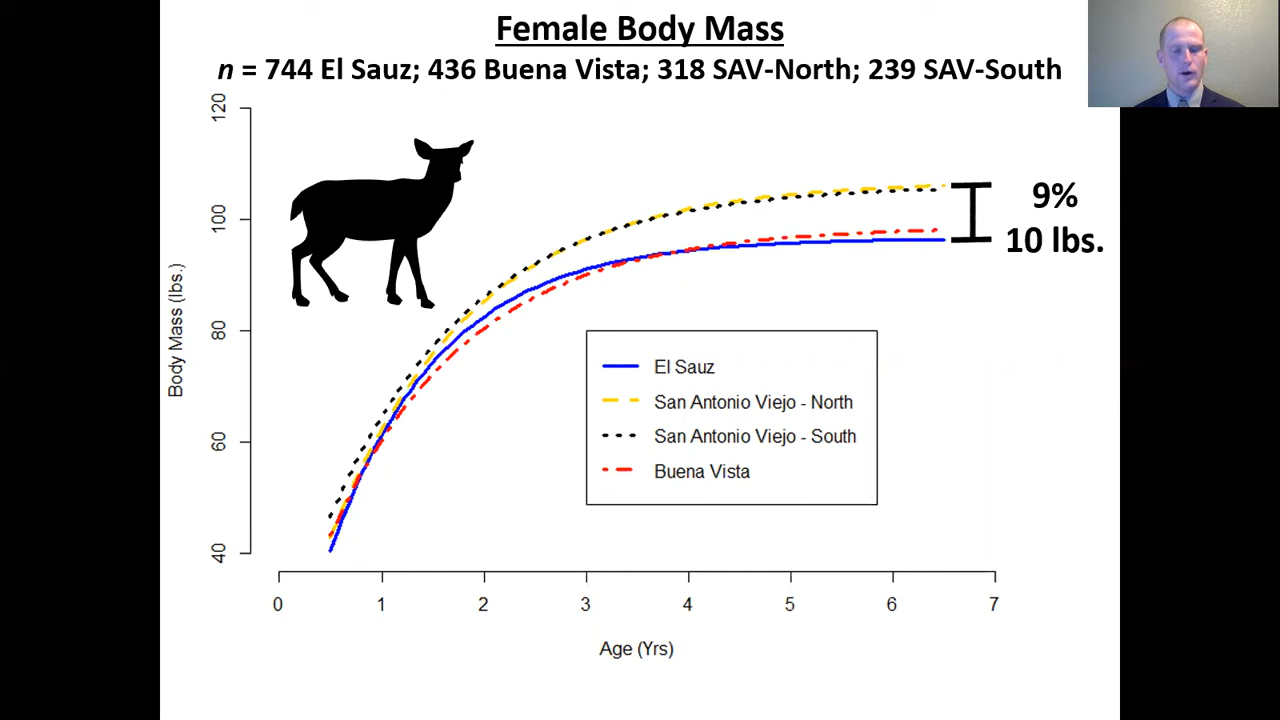 Female Body Mass
n = 744 El Sauz; 436 Buena Vista; 318 SAV-North; 239 SAV-South
120
100
80
60
40
Body Mass (lbs.)
9%
10 lbs.
El Sauz
San Antonio Viejo - North
San Antonio Viejo - South
Buena Vista
0 1 2 3 4 5 6 7
Age (Yrs)